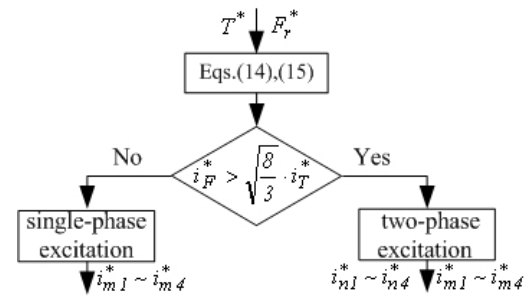 T* F_r*
Eqs.(14),(15)
No
i_F* > √(8/3) · i_T*
Yes
single-phase
excitation
two-phase
excitation
i_m1* ~ i_m4*
i_n1* ~ i_n4* i_m1* ~ i_m4*